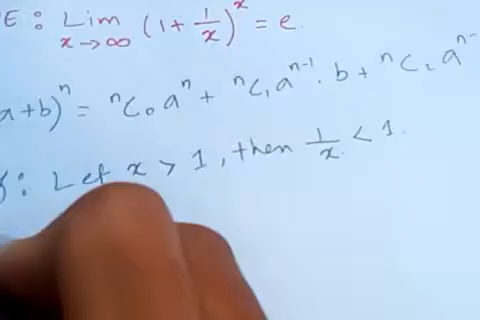 E : Lim x→∞ (1 + 1/x)^x = e
a + b)^n = ⁿC₀ aⁿ + ⁿC₁ aⁿ⁻¹ . b + ⁿC₂ aⁿ⁻
: Let x > 1, then 1/x < 1.